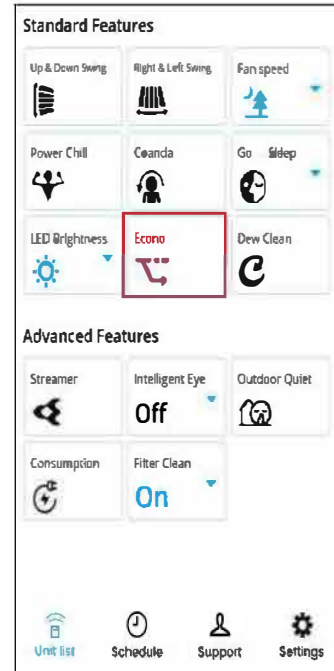 Standard Features
Up & Down Swing
Right & Left Swing
Fan speed
Power Chill
Coanda
Go Sleep
LED Brightness
Econo
Dew Clean
Advanced Features
Streamer
Intelligent Eye
Off
Outdoor Quiet
Consumption
Filter Clean
On
Unit list
Schedule
Support
Settings